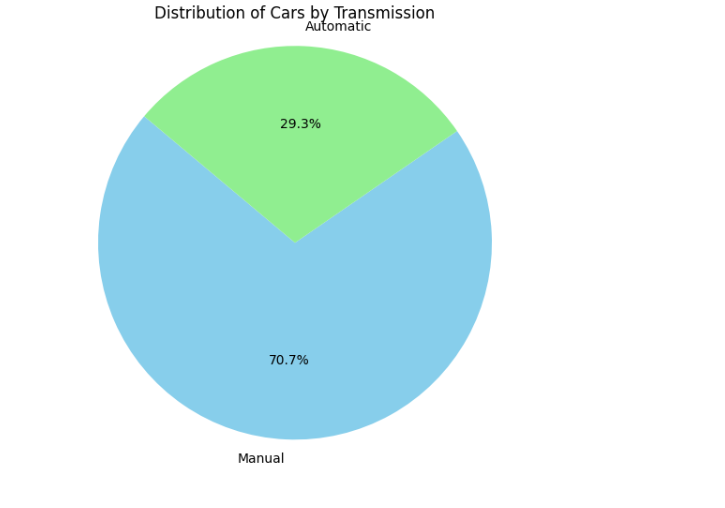 Distribution of Cars by Transmission
Automatic
29.3%
70.7%
Manual